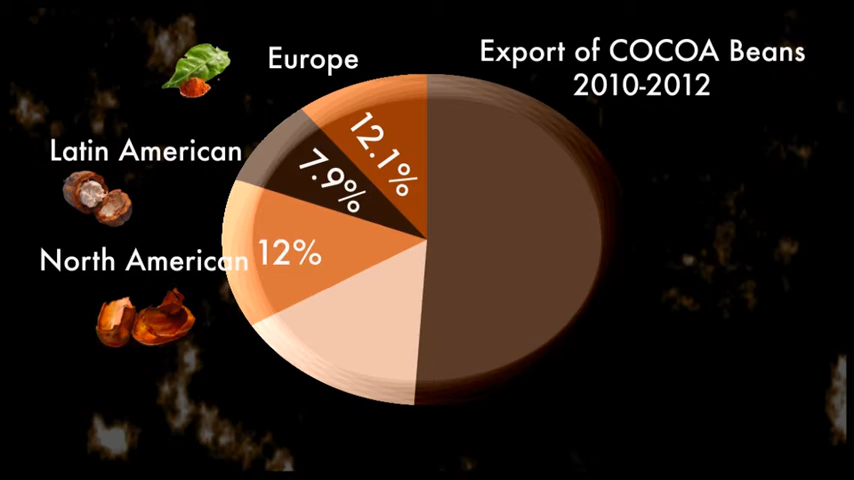 Export of COCOA Beans
2010-2012
Europe
12.1%
Latin American
7.9%
North American
12%